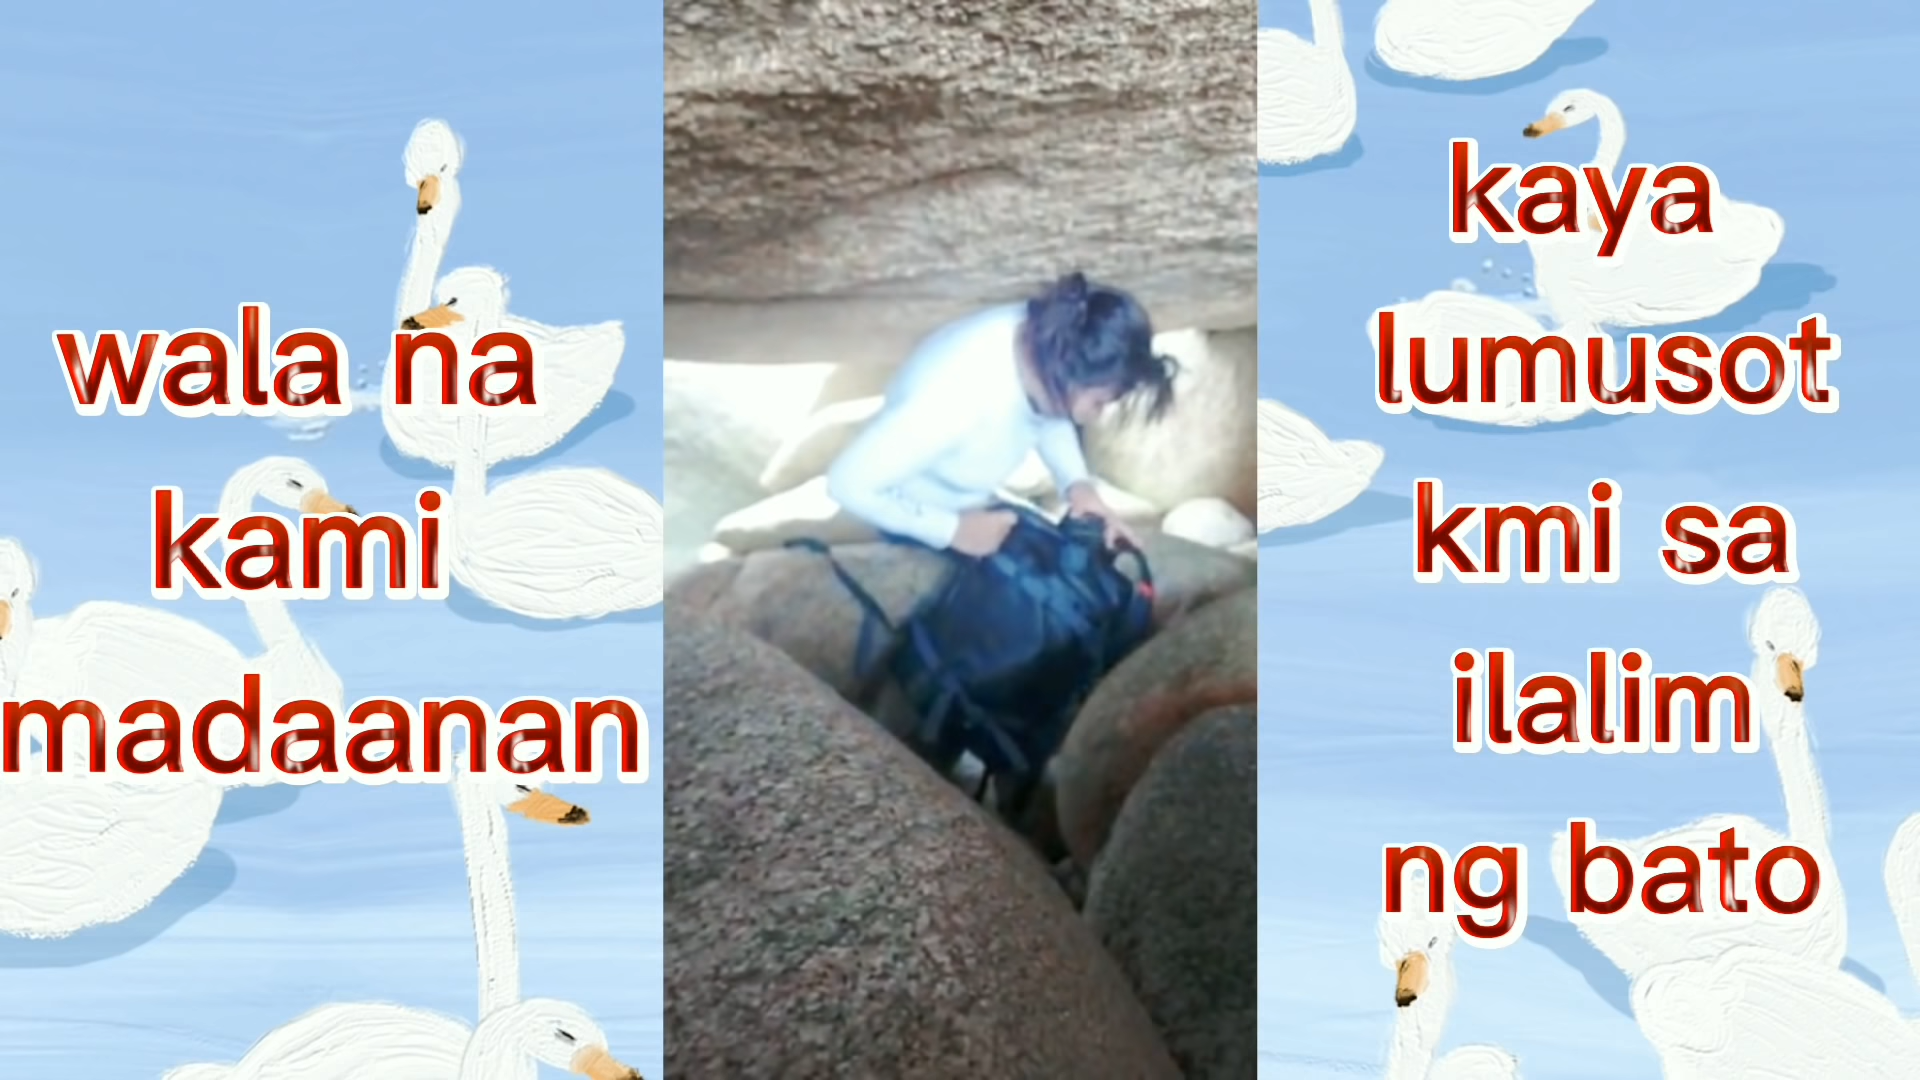 wala na
kami
madaanan
kaya
lumusot
kmi sa
ilalim
ng bato